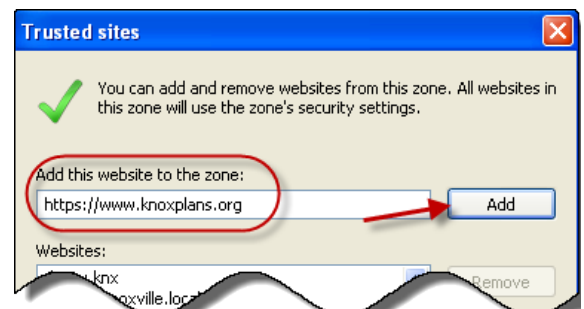 Trusted sites
You can add and remove websites from this zone. All websites in
this zone will use the zone's security settings.
Add this website to the zone:
https://www.knoxplans.org
Add
Websites:
Remove